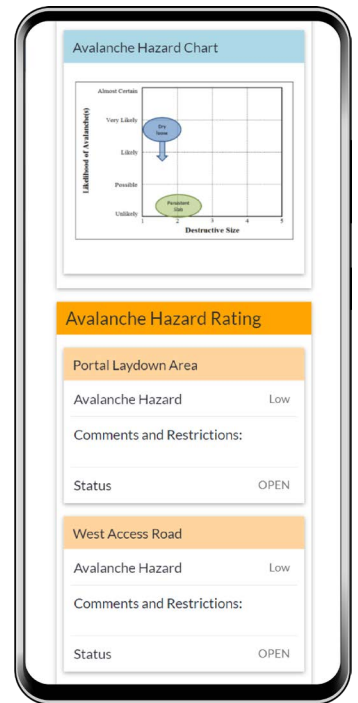 Avalanche Hazard Chart
Likelihood of Avalanche(s)
Almost Certain
Very Likely
Likely
Possible
Unlikely
Dry
Loose
Persistent
Slab
1 2 3 4 5
Destructive Size
Avalanche Hazard Rating
Portal Laydown Area
Avalanche Hazard Low
Comments and Restrictions:
Status OPEN
West Access Road
Avalanche Hazard Low
Comments and Restrictions:
Status OPEN